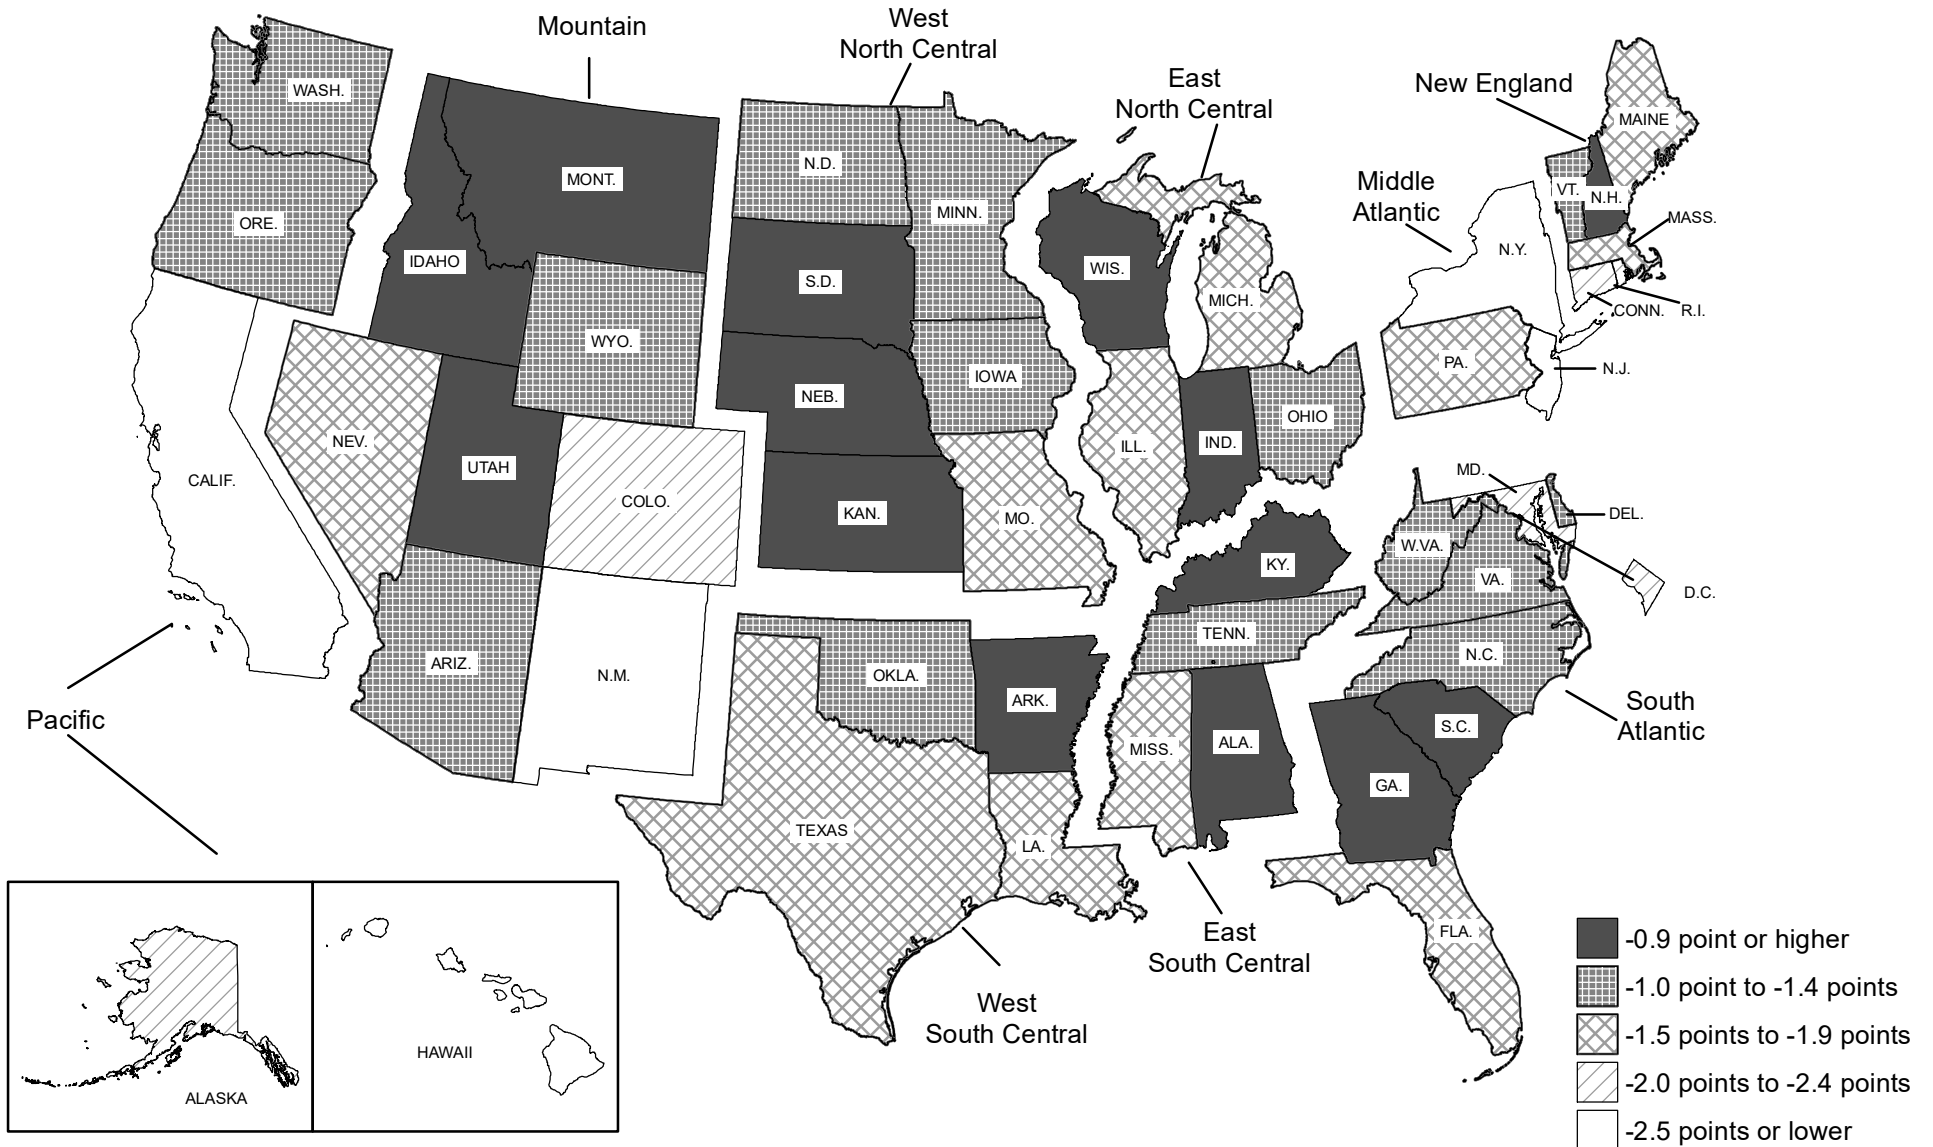 Mountain
West
North Central
East
North Central
New England
Middle
Atlantic
WASH.
MONT.
N.D.
MINN.
MAINE
VT.
N.H.
MASS.
ORE.
IDAHO
S.D.
WIS.
MICH.
N.Y.
CONN.
R.I.
WYO.
NEB.
IOWA
PA.
N.J.
NEV.
UTAH
COLO.
KAN.
MO.
ILL.
IND.
OHIO
CALIF.
MD.
DEL.
W.VA.
VA.
D.C.
KY.
TENN.
N.C.
ARIZ.
N.M.
OKLA.
ARK.
MISS.
ALA.
GA.
S.C.
South
Atlantic
Pacific
TEXAS
LA.
FLA.
East
South Central
West
South Central
ALASKA
HAWAII
-0.9 point or higher
-1.0 point to -1.4 points
-1.5 points to -1.9 points
-2.0 points to -2.4 points
-2.5 points or lower